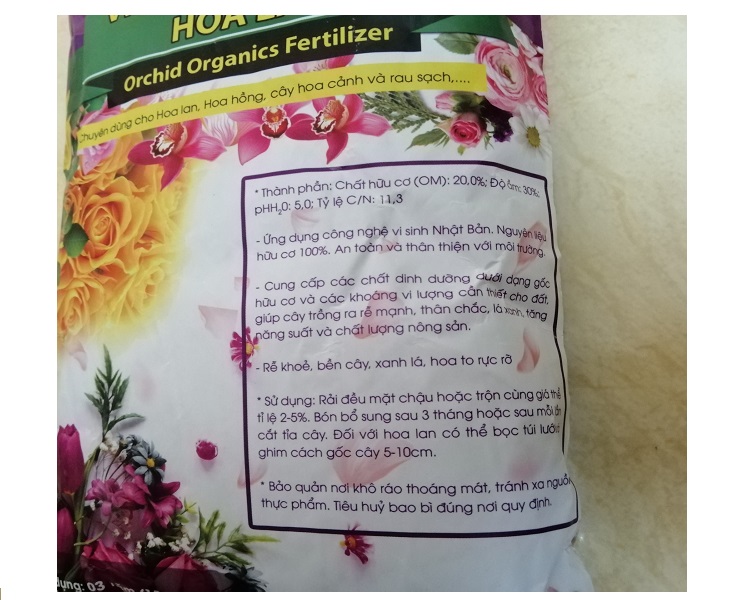 HOA
Orchid Organics Fertilizer
Chuyên dùng cho Hoa lan, Hoa hồng, cây hoa cảnh và rau sạch,....
* Thành phần: Chất hữu cơ (OM): 20,0%; Độ ẩm: 30%;
pHH₂0: 5,0; Tỷ lệ C/N: 11,3
- Ứng dụng công nghệ vi sinh Nhật Bản. Nguyên liệu
hữu cơ 100%. An toàn và thân thiện với môi trường.
- Cung cấp các chất dinh dưỡng dưới dạng gốc
hữu cơ và các khoáng vi lượng cần thiết cho đất,
giúp cây trồng ra rễ mạnh, thân chắc, lá xanh, tăng
năng suất và chất lượng nông sản.
- Rễ khoẻ, bền cây, xanh lá, hoa to rực rỡ
* Sử dụng: Rải đều mặt chậu hoặc trộn cùng giá thể
tỉ lệ 2-5%. Bón bổ sung sau 3 tháng hoặc sau mỗi lần
cắt tỉa cây. Đối với hoa lan có thể bọc túi lưới
ghim cách gốc cây 5-10cm.
* Bảo quản nơi khô ráo thoáng mát, tránh xa nguồn
thực phẩm. Tiêu huỷ bao bì đúng nơi quy định.
dụng: 03